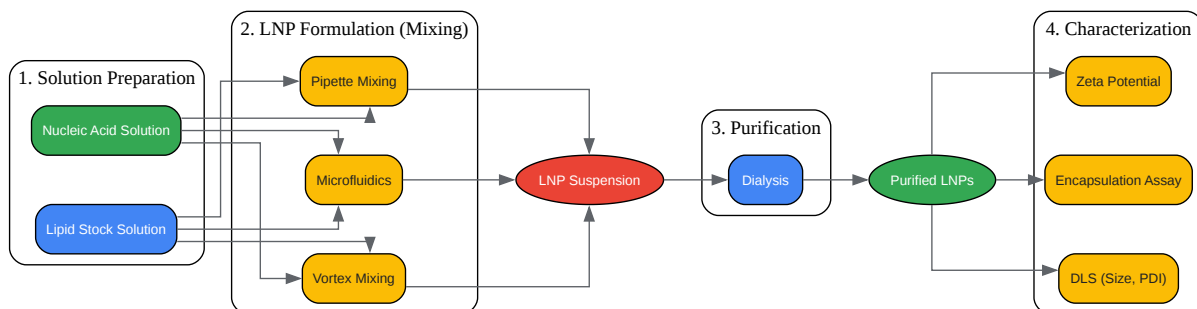 1. Solution Preparation
Nucleic Acid Solution
Lipid Stock Solution
2. LNP Formulation (Mixing)
Pipette Mixing
Microfluidics
Vortex Mixing
LNP Suspension
3. Purification
Dialysis
Purified LNPs
4. Characterization
Zeta Potential
Encapsulation Assay
DLS (Size, PDI)